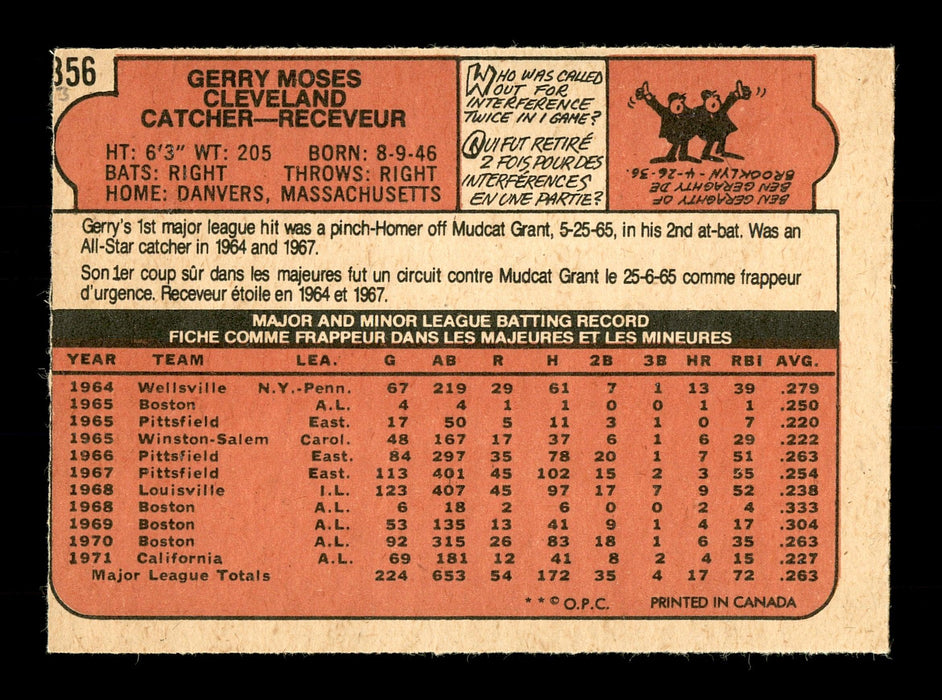 356
GERRY MOSES
CLEVELAND
CATCHER—RECEVEUR
HT: 6'3" WT: 205 BORN: 8-9-46
BATS: RIGHT THROWS: RIGHT
HOME: DANVERS, MASSACHUSETTS
WHO WAS CALLED
OUT FOR
INTERFERENCE
TWICE IN 1 GAME?
QUI FUT RETIRÉ
2 FOIS POUR DES
INTERFÉRENCES
EN UNE PARTIE?
BEN GERAGHTY OF
BEN GERAGHTY DE
BROOKLYN - 4-26-36.
Gerry's 1st major league hit was a pinch-Homer off Mudcat Grant, 5-25-65, in his 2nd at-bat. Was an
All-Star catcher in 1964 and 1967.
Son 1er coup sûr dans les majeures fut un circuit contre Mudcat Grant le 25-6-65 comme frappeur
d'urgence. Receveur étoile en 1964 et 1967.
MAJOR AND MINOR LEAGUE BATTING RECORD
FICHE COMME FRAPPEUR DANS LES MAJEURES ET LES MINEURES
YEAR TEAM LEA. G AB R H 2B 3B HR RBI AVG.
1964 Wellsville N.Y.-Penn. 67 219 29 61 7 1 13 39 .279
1965 Boston A.L. 4 4 1 1 0 0 1 1 .250
1965 Pittsfield East. 17 50 5 11 3 1 0 7 .220
1965 Winston-Salem Carol. 48 167 17 37 6 1 6 29 .222
1966 Pittsfield East. 84 297 35 78 20 1 7 51 .263
1967 Pittsfield East. 113 401 45 102 15 2 3 55 .254
1968 Louisville I.L. 123 407 45 97 17 7 9 52 .238
1968 Boston A.L. 6 18 2 6 0 0 2 4 .333
1969 Boston A.L. 53 135 13 41 9 1 4 17 .304
1970 Boston A.L. 92 315 26 83 18 1 6 35 .263
1971 California A.L. 69 181 12 41 8 2 4 15 .227
Major League Totals 224 653 54 172 35 4 17 72 .263
* * © O.P.C. PRINTED IN CANADA